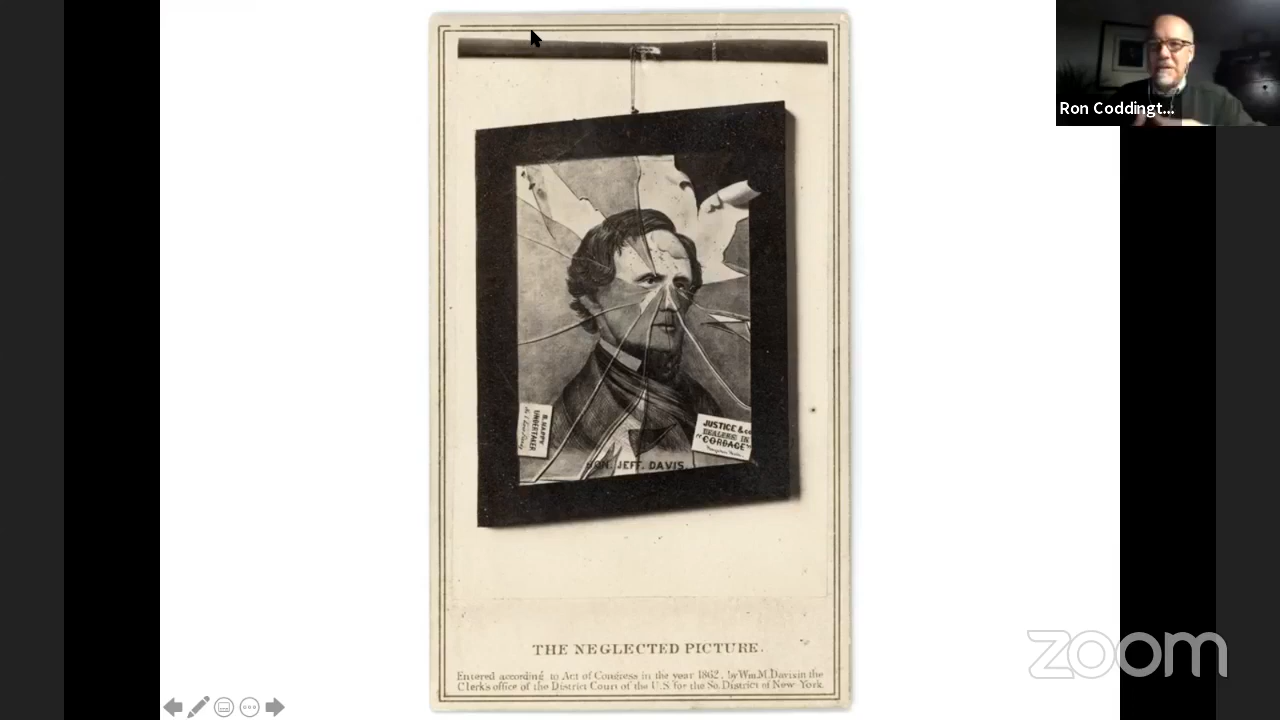 Ron Coddingt...
R. HAPPY
UNDERTAKER
JUSTICE & co
DEALERS IN
"CORDAGE"
HON. JEFF. DAVIS.
THE NEGLECTED PICTURE.
Entered according to Act of Congress in the year 1862, by Wm. M. Davis in the
Clerk's office of the District Court of the U.S for the So. District of New York.
zoom